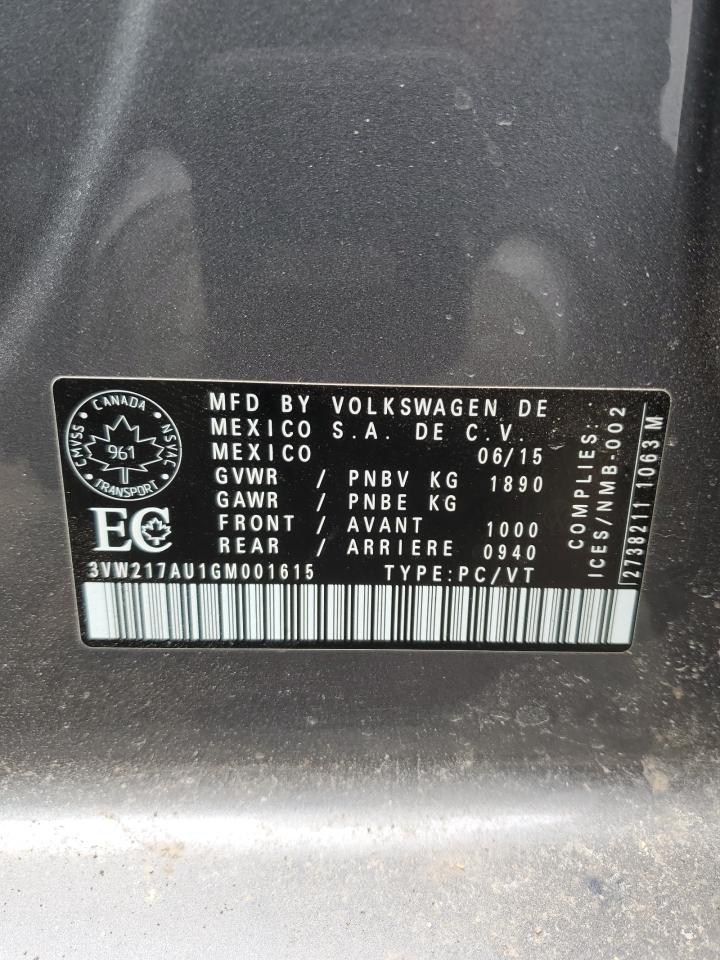 CANADA
CMVSS
NSVAC
961
TRANSPORT
EC
MFD BY VOLKSWAGEN DE
MEXICO S.A. DE C.V.
MEXICO 06/15
GVWR / PNBV KG 1890
GAWR / PNBE KG
FRONT / AVANT 1000
REAR / ARRIERE 0940
3VW217AU1GM001615 TYPE:PC/VT
COMPLIES:
ICES/NMB-002
2738211 1063 M